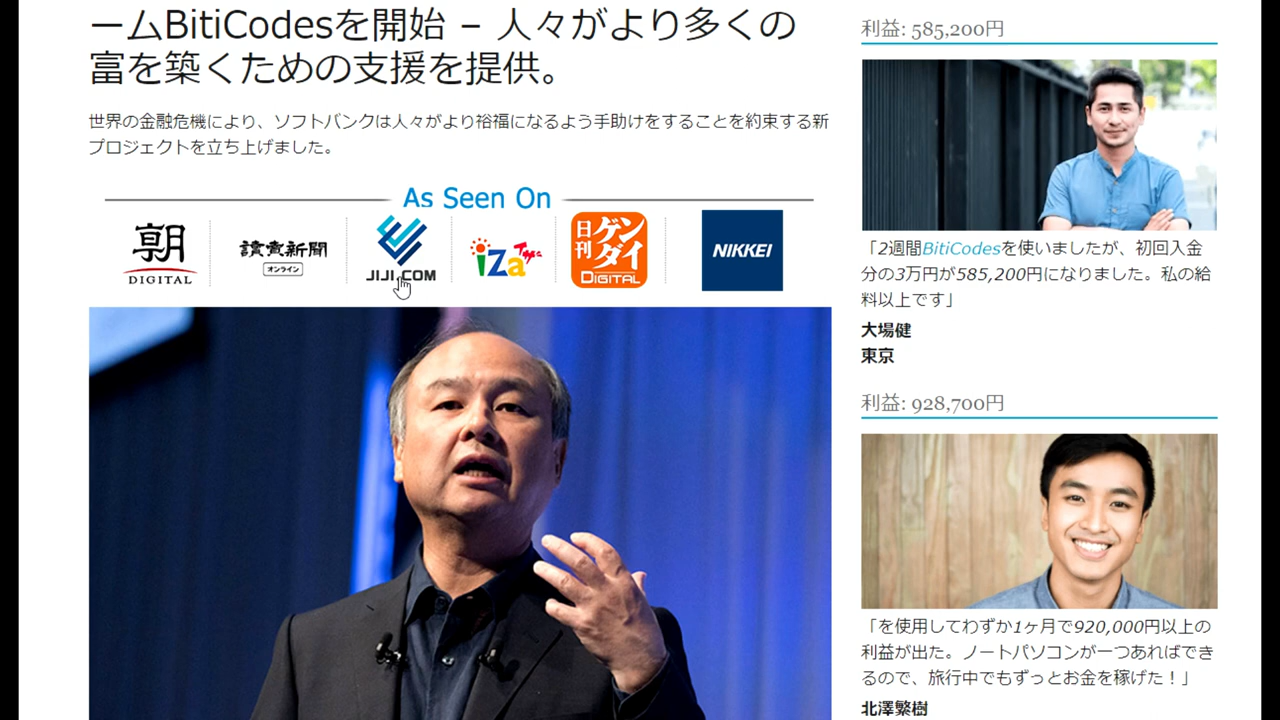 ームBitiCodesを開始 – 人々がより多くの
富を築くための支援を提供。
世界の金融危機により、ソフトバンクは人々がより裕福になるよう手助けをすることを約束する新
プロジェクトを立ち上げました。
As Seen On
朝
DIGITAL
讀賣新聞
オンライン
JIJI.COM
iza
イザ
日刊
ゲンダイ
DIGITAL
NIKKEI
利益: 585,200円
「2週間BitiCodesを使いましたが、初回入金
分の3万円が585,200円になりました。私の給
料以上です」
大場健
東京
利益: 928,700円
「を使用してわずか1ヶ月で920,000円以上の
利益が出た。ノートパソコンが一つあればでき
るので、旅行中でもずっとお金を稼げた！」
北澤繁樹